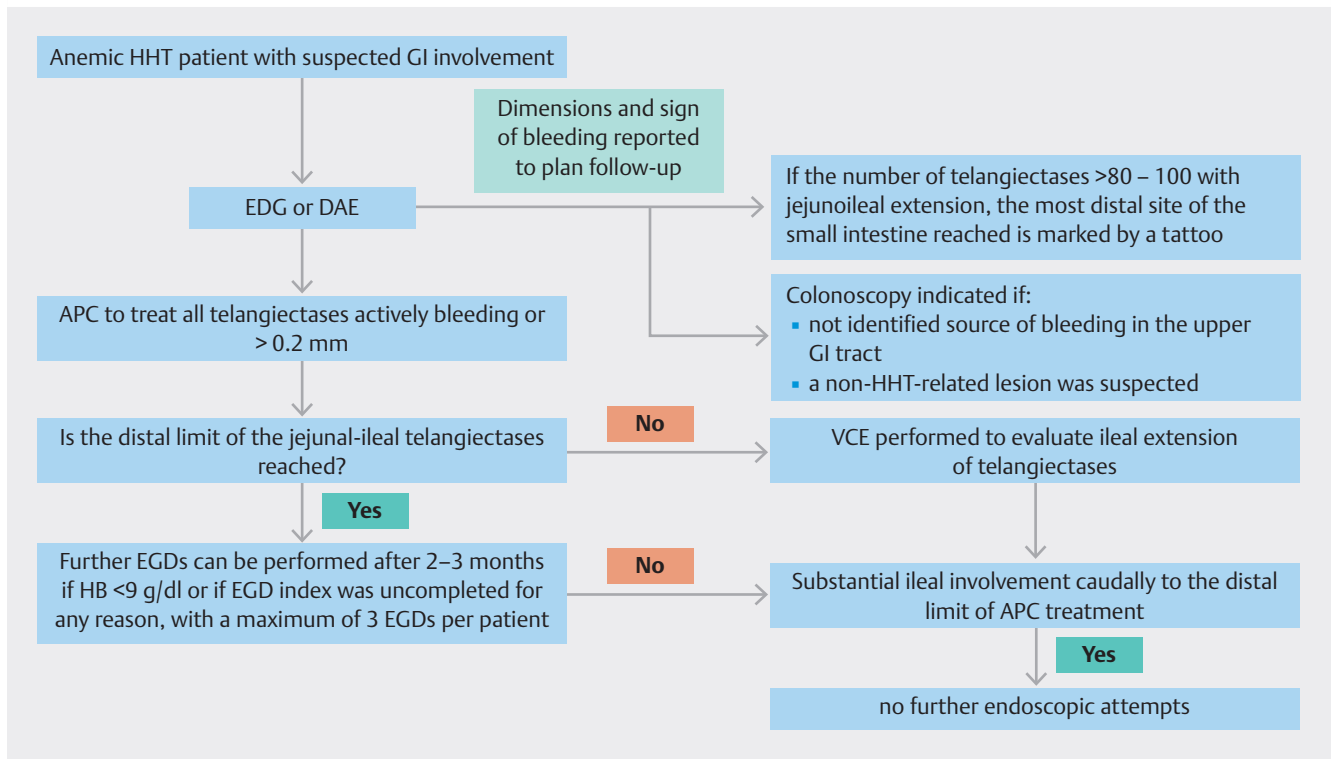 Anemic HHT patient with suspected GI involvement
Dimensions and sign
of bleeding reported
to plan follow-up
EDG or DAE
If the number of telangiectases >80 – 100 with
jejunoileal extension, the most distal site of the
small intestine reached is marked by a tattoo
APC to treat all telangiectases actively bleeding or
> 0.2 mm
Colonoscopy indicated if:
▪ not identified source of bleeding in the upper
GI tract
▪ a non-HHT-related lesion was suspected
Is the distal limit of the jejunal-ileal telangiectases
reached?
No
VCE performed to evaluate ileal extension
of telangiectases
Yes
Further EGDs can be performed after 2–3 months
if HB <9 g/dl or if EGD index was uncompleted for
any reason, with a maximum of 3 EGDs per patient
No
Substantial ileal involvement caudally to the distal
limit of APC treatment
Yes
no further endoscopic attempts